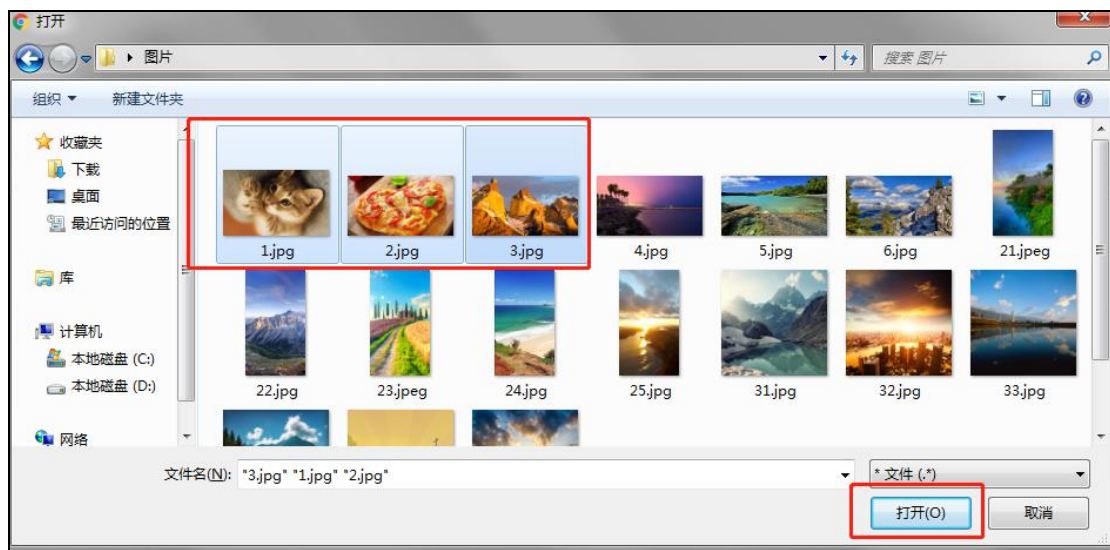 打开
图片
搜索 图片
组织
新建文件夹
收藏夹
下载
桌面
最近访问的位置
库
计算机
本地磁盘 (C:)
本地磁盘 (D:)
网络
1.jpg 2.jpg 3.jpg 4.jpg 5.jpg 6.jpg 21.jpeg
22.jpg 23.jpeg 24.jpg 25.jpg 31.jpg 32.jpg 33.jpg
文件名(N): "3.jpg" "1.jpg" "2.jpg"
* 文件 (.*)
打开(O) 取消